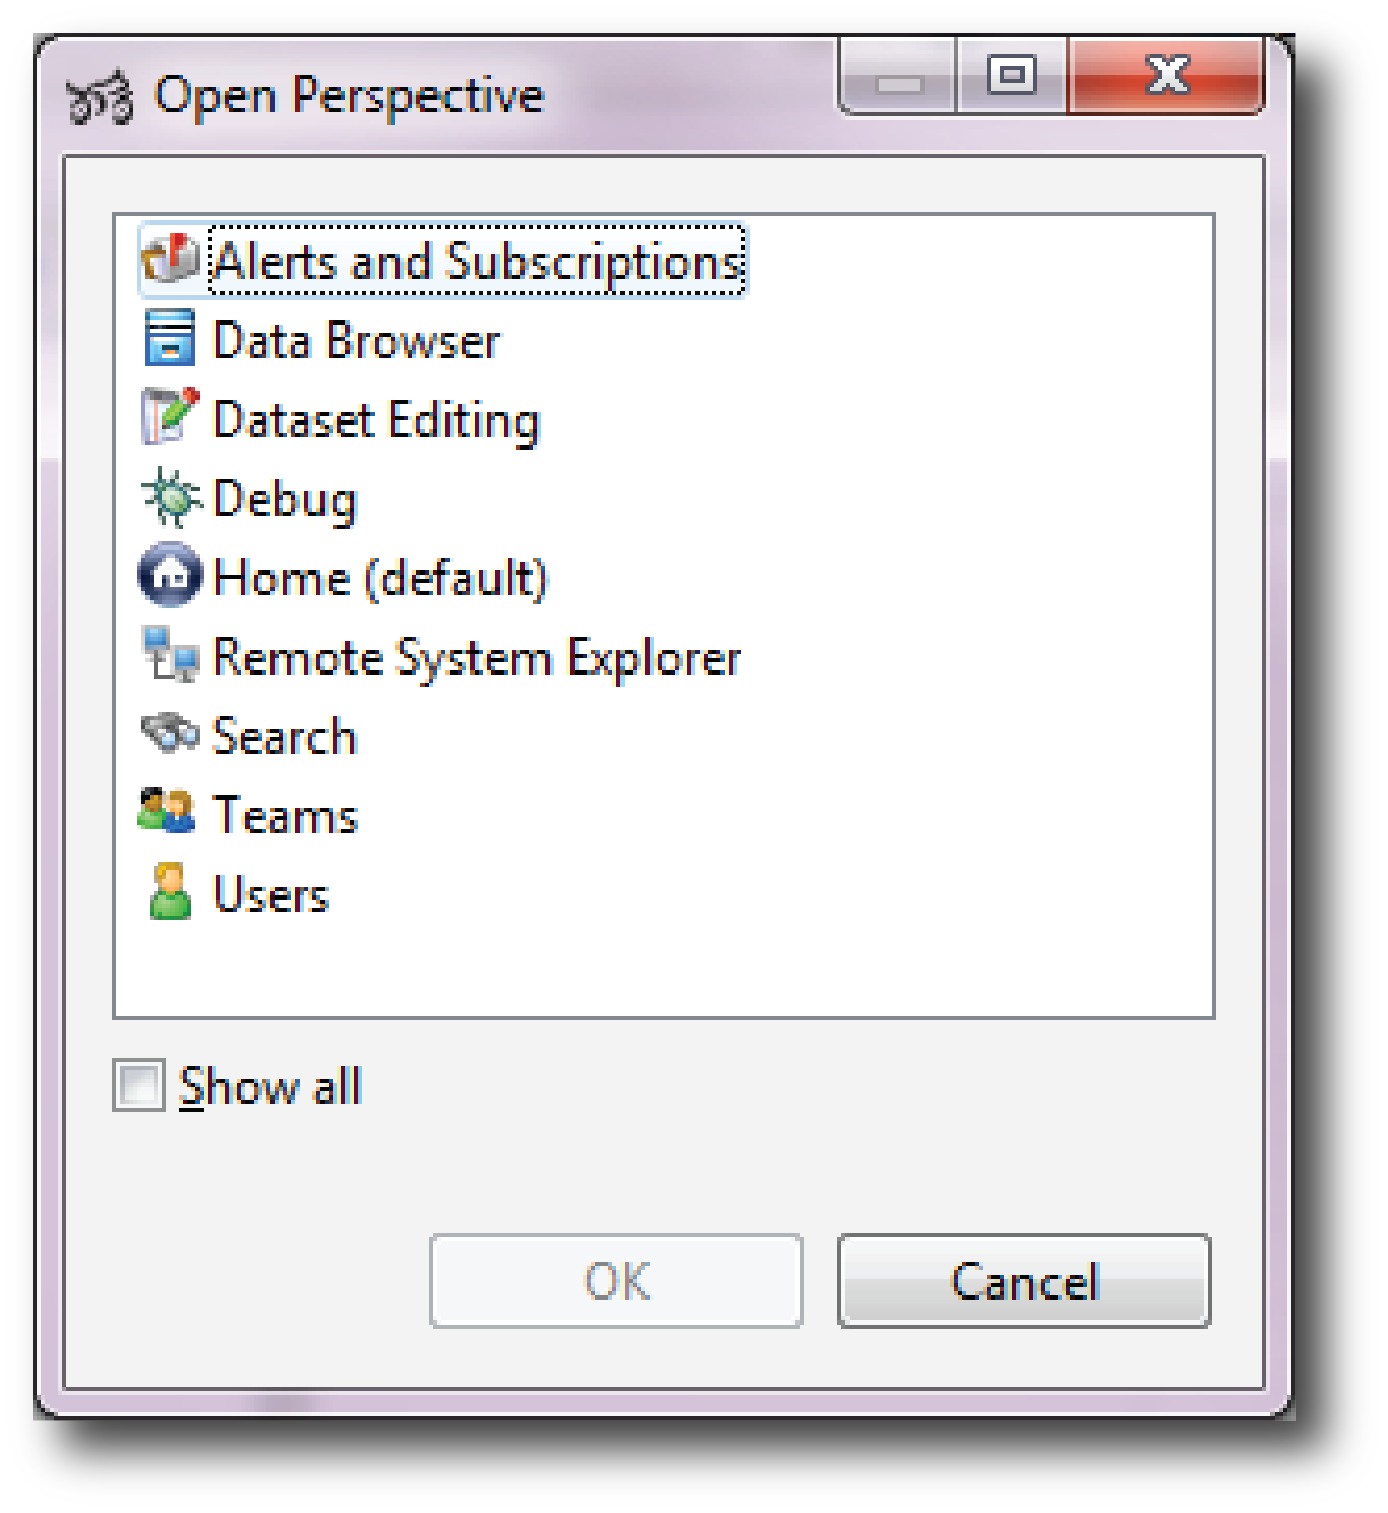 Open Perspective
Alerts and Subscriptions
Data Browser
Dataset Editing
Debug
Home (default)
Remote System Explorer
Search
Teams
Users
Show all
OK
Cancel